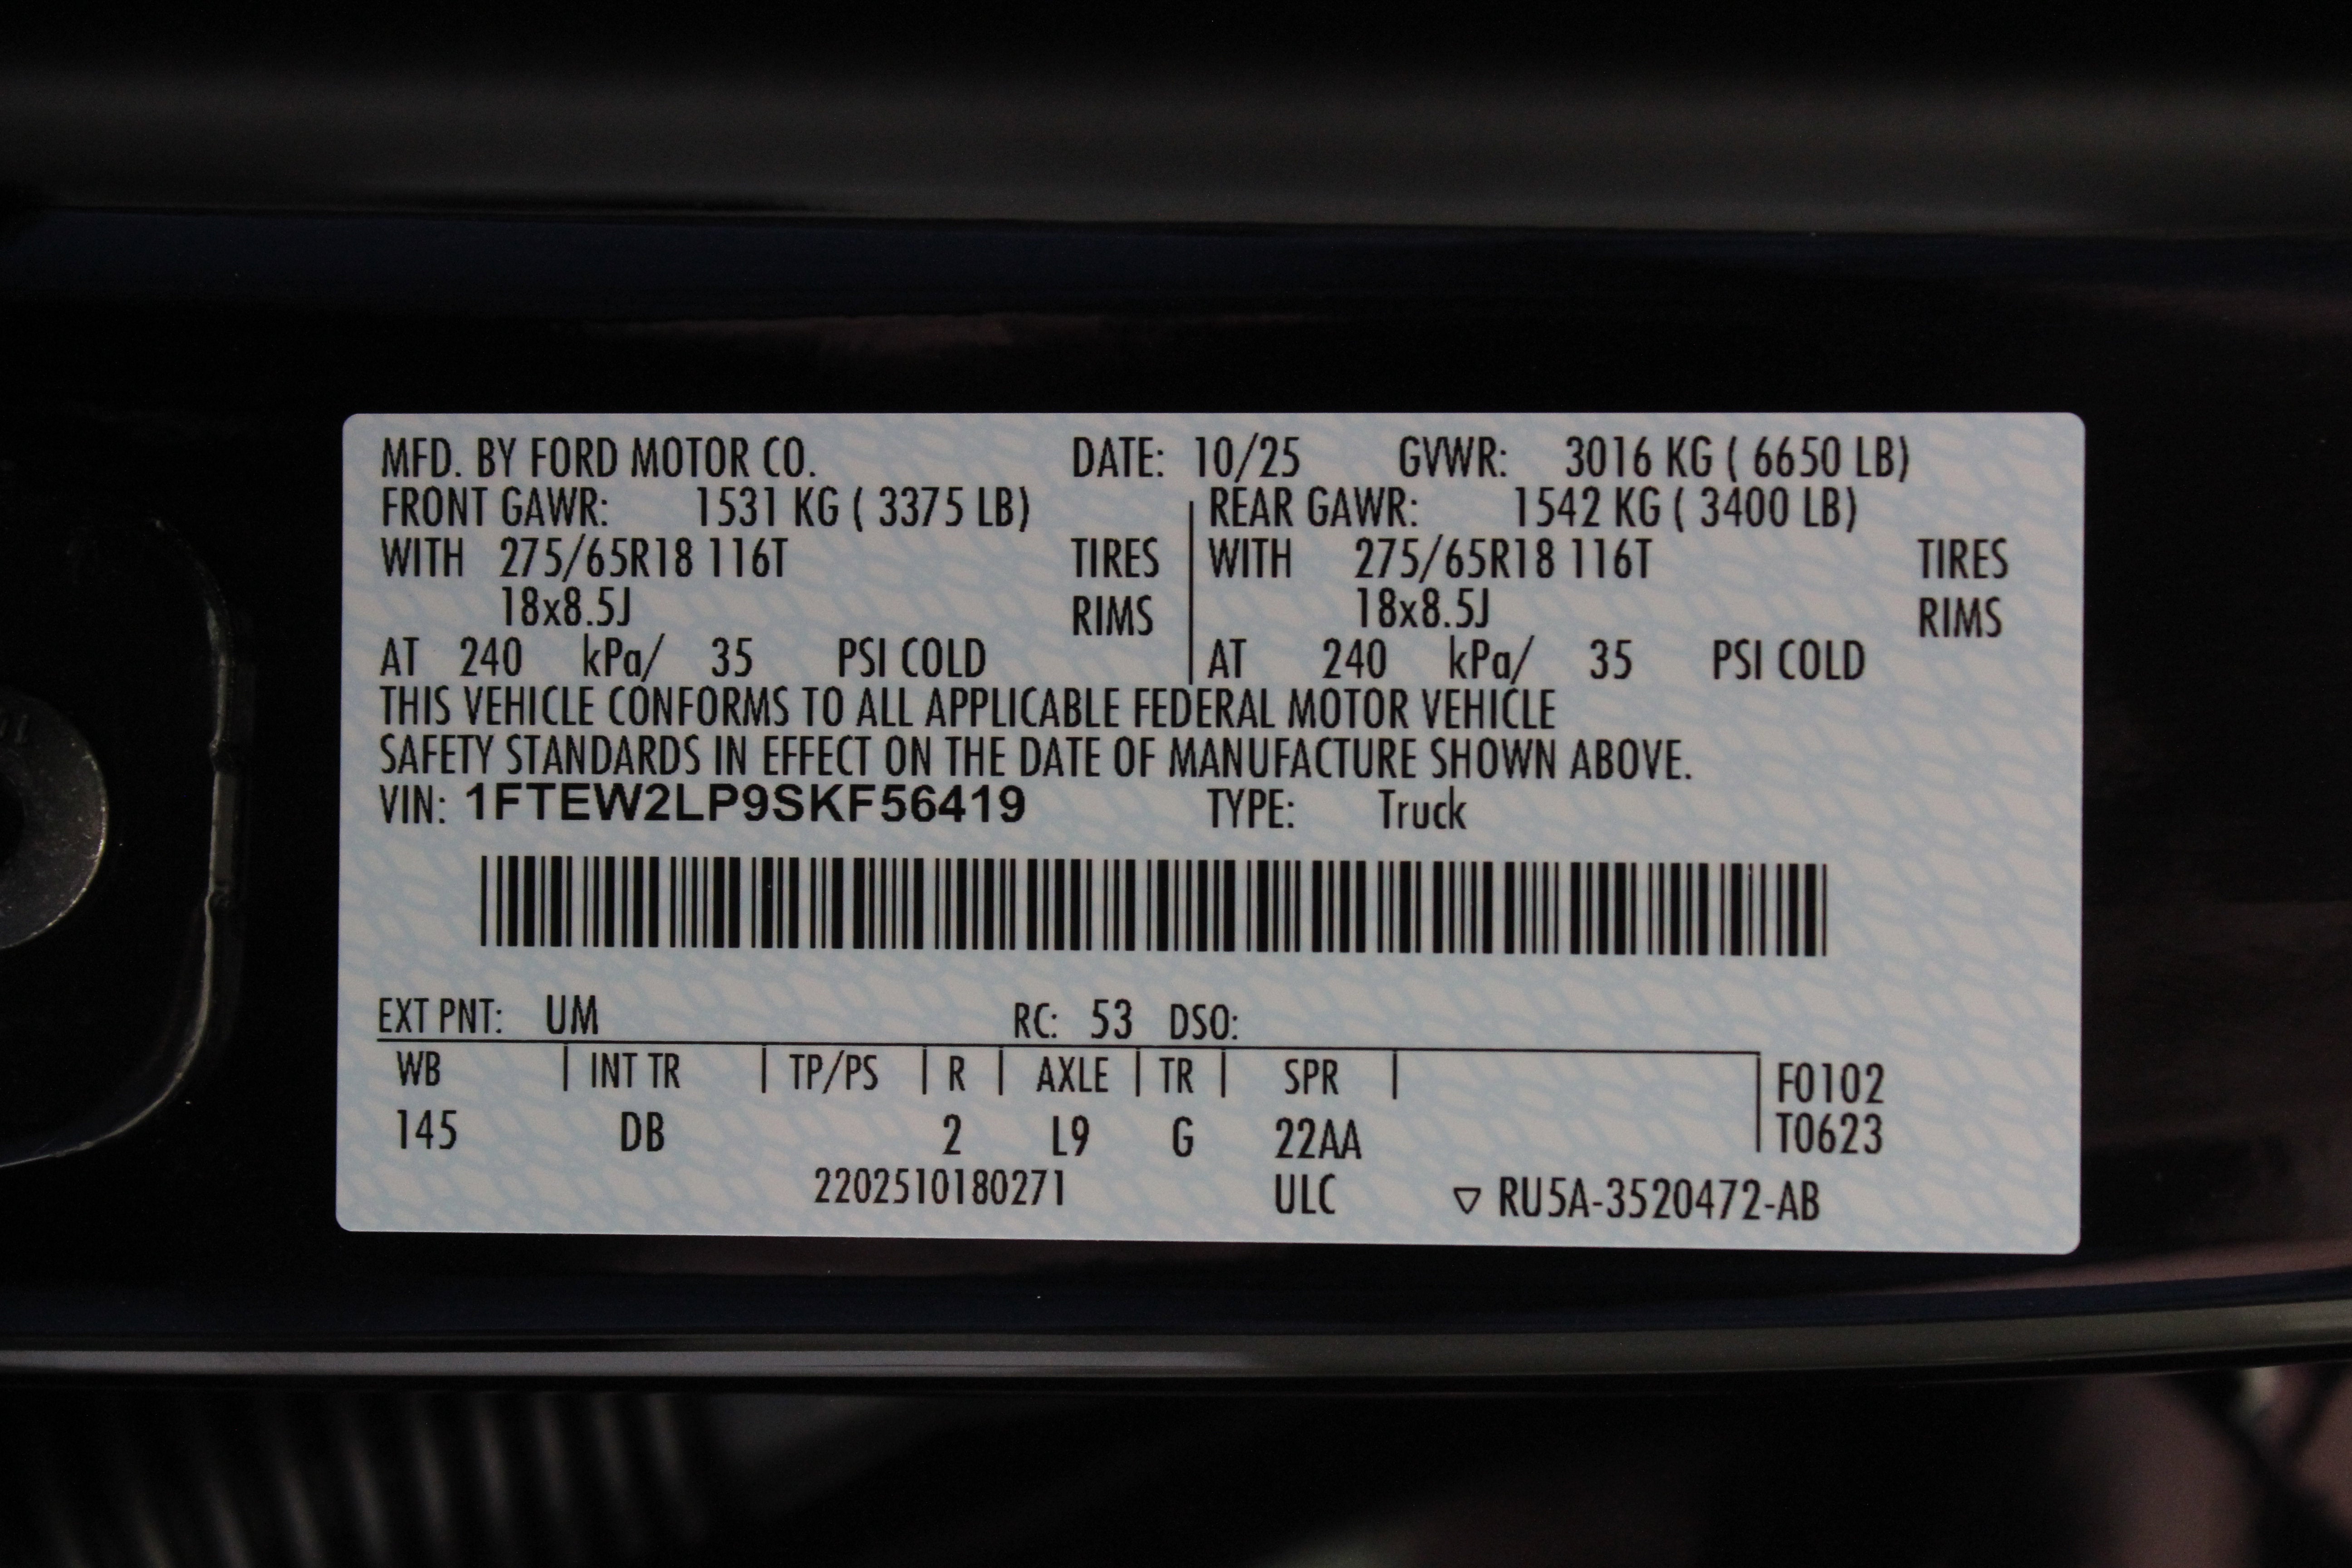 MFD. BY FORD MOTOR CO. DATE: 10/25 GVWR: 3016 KG ( 6650 LB)
FRONT GAWR: 1531 KG ( 3375 LB) REAR GAWR: 1542 KG ( 3400 LB)
WITH 275/65R18 116T TIRES WITH 275/65R18 116T TIRES
18x8.5J RIMS 18x8.5J RIMS
AT 240 kPa/ 35 PSI COLD AT 240 kPa/ 35 PSI COLD
THIS VEHICLE CONFORMS TO ALL APPLICABLE FEDERAL MOTOR VEHICLE
SAFETY STANDARDS IN EFFECT ON THE DATE OF MANUFACTURE SHOWN ABOVE.
VIN: 1FTEW2LP9SKF56419 TYPE: Truck
EXT PNT: UM RC: 53 DSO:
WB | INT TR | TP/PS | R | AXLE | TR | SPR | F0102
145 DB 2 L9 G 22AA T0623
2202510180271 ULC ▽ RU5A-3520472-AB